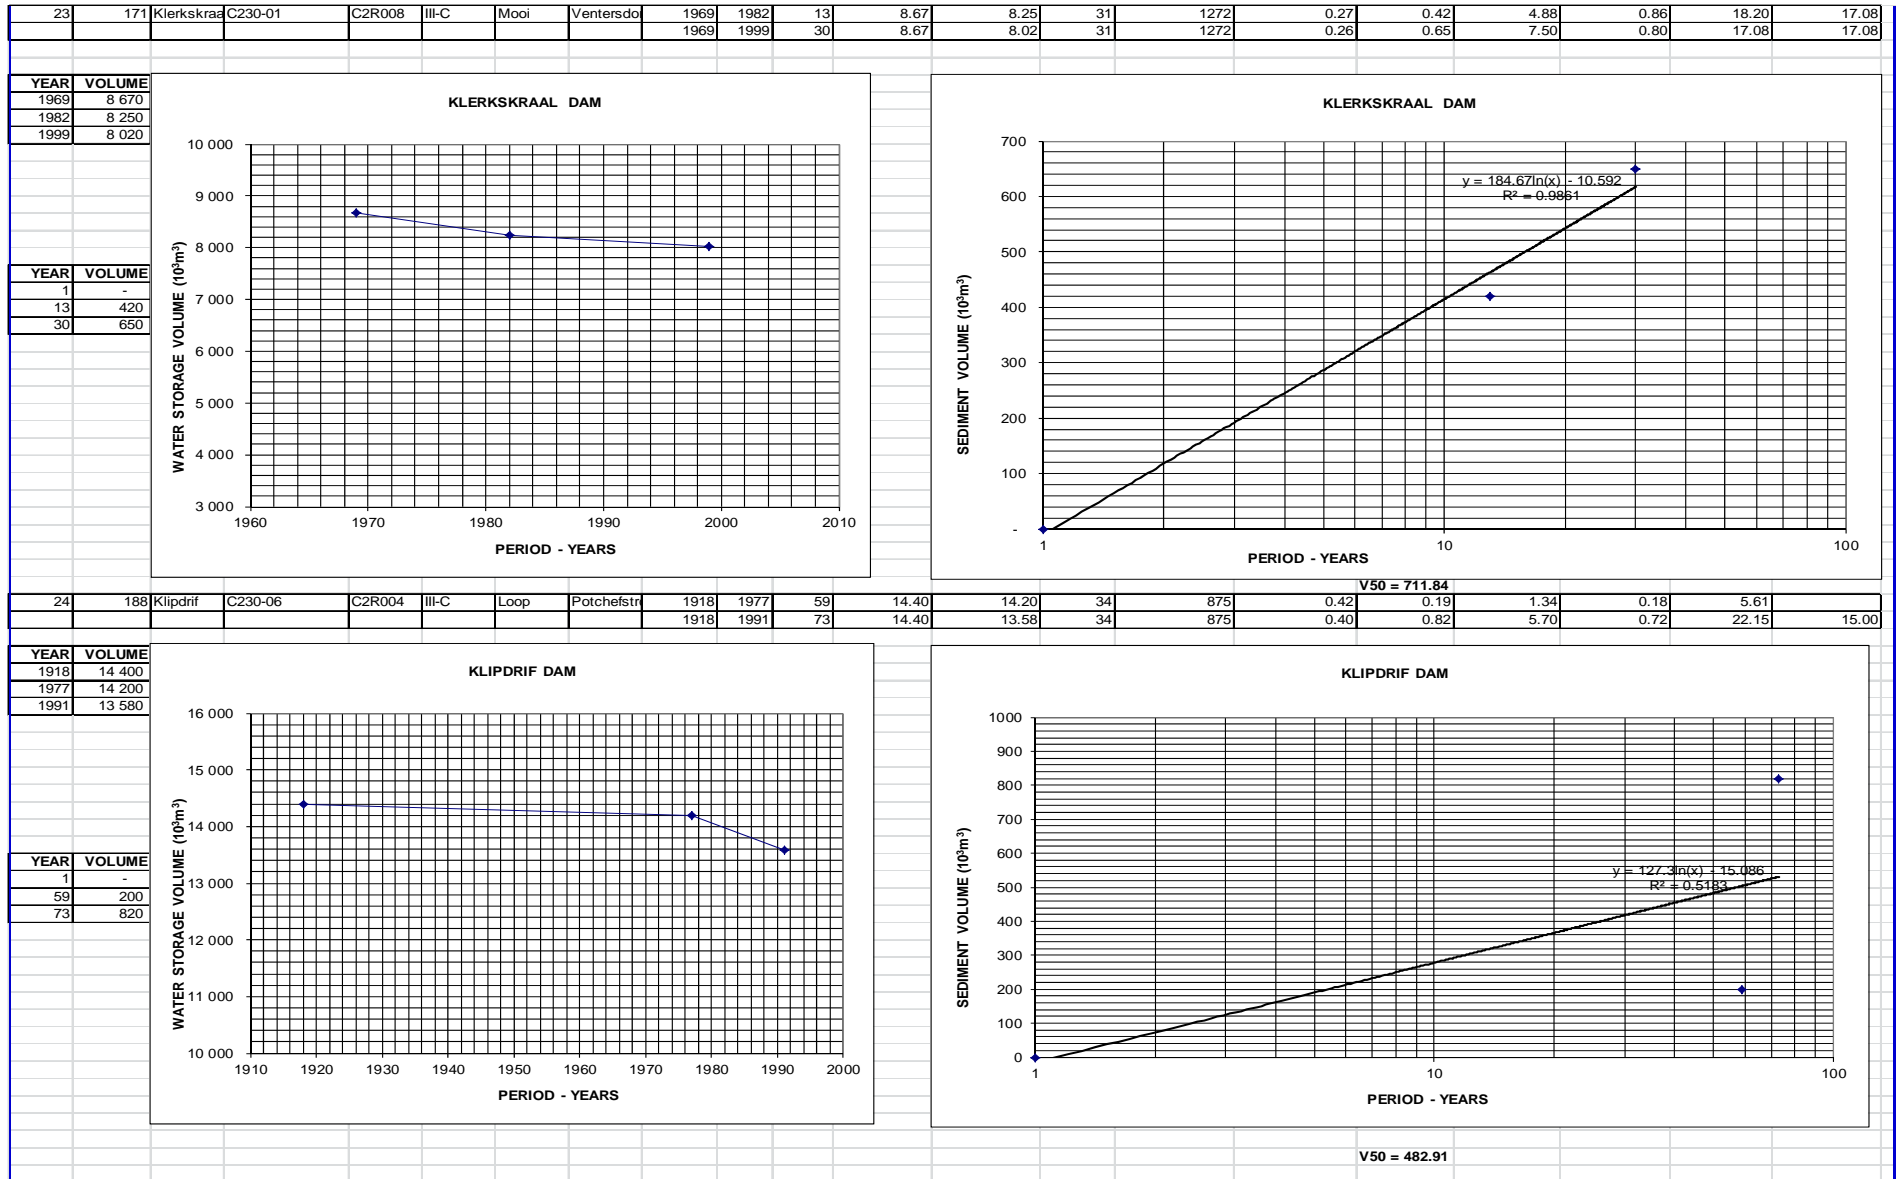 23 171 Klerkskraa C230-01 C2R008 III-C Mooi Ventersdo 1969 1982 13 8.67 8.25 31 1272 0.27 0.42 4.88 0.86 18.20 17.08
1969 1999 30 8.67 8.02 31 1272 0.26 0.65 7.50 0.80 17.08 17.08
YEAR VOLUME
1969 8 670
1982 8 250
1999 8 020
YEAR VOLUME
1 -
13 420
30 650
KLERKSKRAAL DAM
WATER STORAGE VOLUME (10³m³)
10 000
9 000
8 000
7 000
6 000
5 000
4 000
3 000
1960 1970 1980 1990 2000 2010
PERIOD - YEARS
KLERKSKRAAL DAM
SEDIMENT VOLUME (10³m³)
700
600
500
400
300
200
100
-
y = 184.67ln(x) - 10.592
R² = 0.9861
1 10 100
PERIOD - YEARS
V50 = 711.84
24 188 Klipdrif C230-06 C2R004 III-C Loop Potchefstr 1918 1977 59 14.40 14.20 34 875 0.42 0.19 1.34 0.18 5.61
1918 1991 73 14.40 13.58 34 875 0.40 0.82 5.70 0.72 22.15 15.00
YEAR VOLUME
1918 14 400
1977 14 200
1991 13 580
YEAR VOLUME
1 -
59 200
73 820
KLIPDRIF DAM
WATER STORAGE VOLUME (10³m³)
16 000
15 000
14 000
13 000
12 000
11 000
10 000
1910 1920 1930 1940 1950 1960 1970 1980 1990 2000
PERIOD - YEARS
KLIPDRIF DAM
SEDIMENT VOLUME (10³m³)
1000
900
800
700
600
500
400
300
200
100
0
y = 127.3ln(x) - 15.086
R² = 0.5183
1 10 100
PERIOD - YEARS
V50 = 482.91